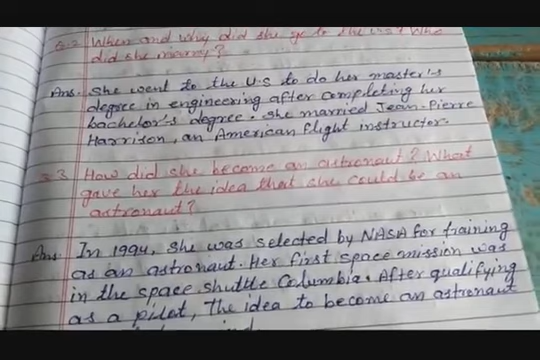 Q.2 When and why did she go to the U.S? Who
did she marry?
Ans. She went to the U.S to do her master's
degree in engineering after completing her
bachelor's degree. She married Jean-Pierre
Harrison, an American flight instructor.
Q.3 How did she become an astronaut? What
gave her the idea that she could be an
astronaut?
Ans. In 1994, she was selected by NASA for training
as an astronaut. Her first space mission was
in the space shuttle Columbia. After qualifying
as a pilot, The idea to become an astronaut